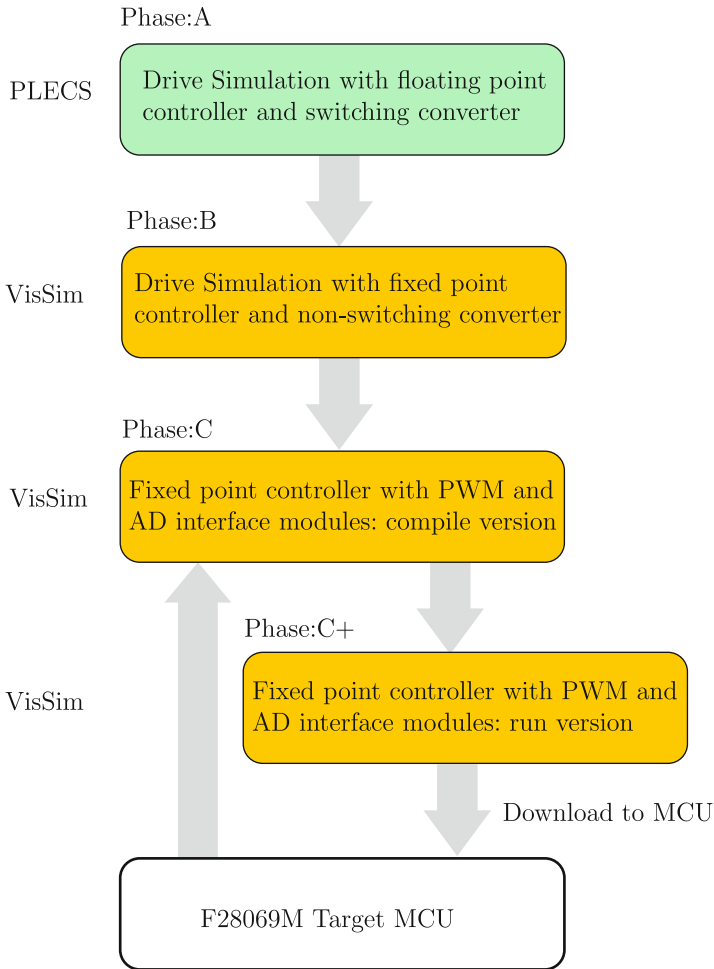 Phase:A
PLECS
Drive Simulation with floating point
controller and switching converter
Phase:B
VisSim
Drive Simulation with fixed point
controller and non-switching converter
Phase:C
VisSim
Fixed point controller with PWM and
AD interface modules: compile version
Phase:C+
VisSim
Fixed point controller with PWM and
AD interface modules: run version
Download to MCU
F28069M Target MCU